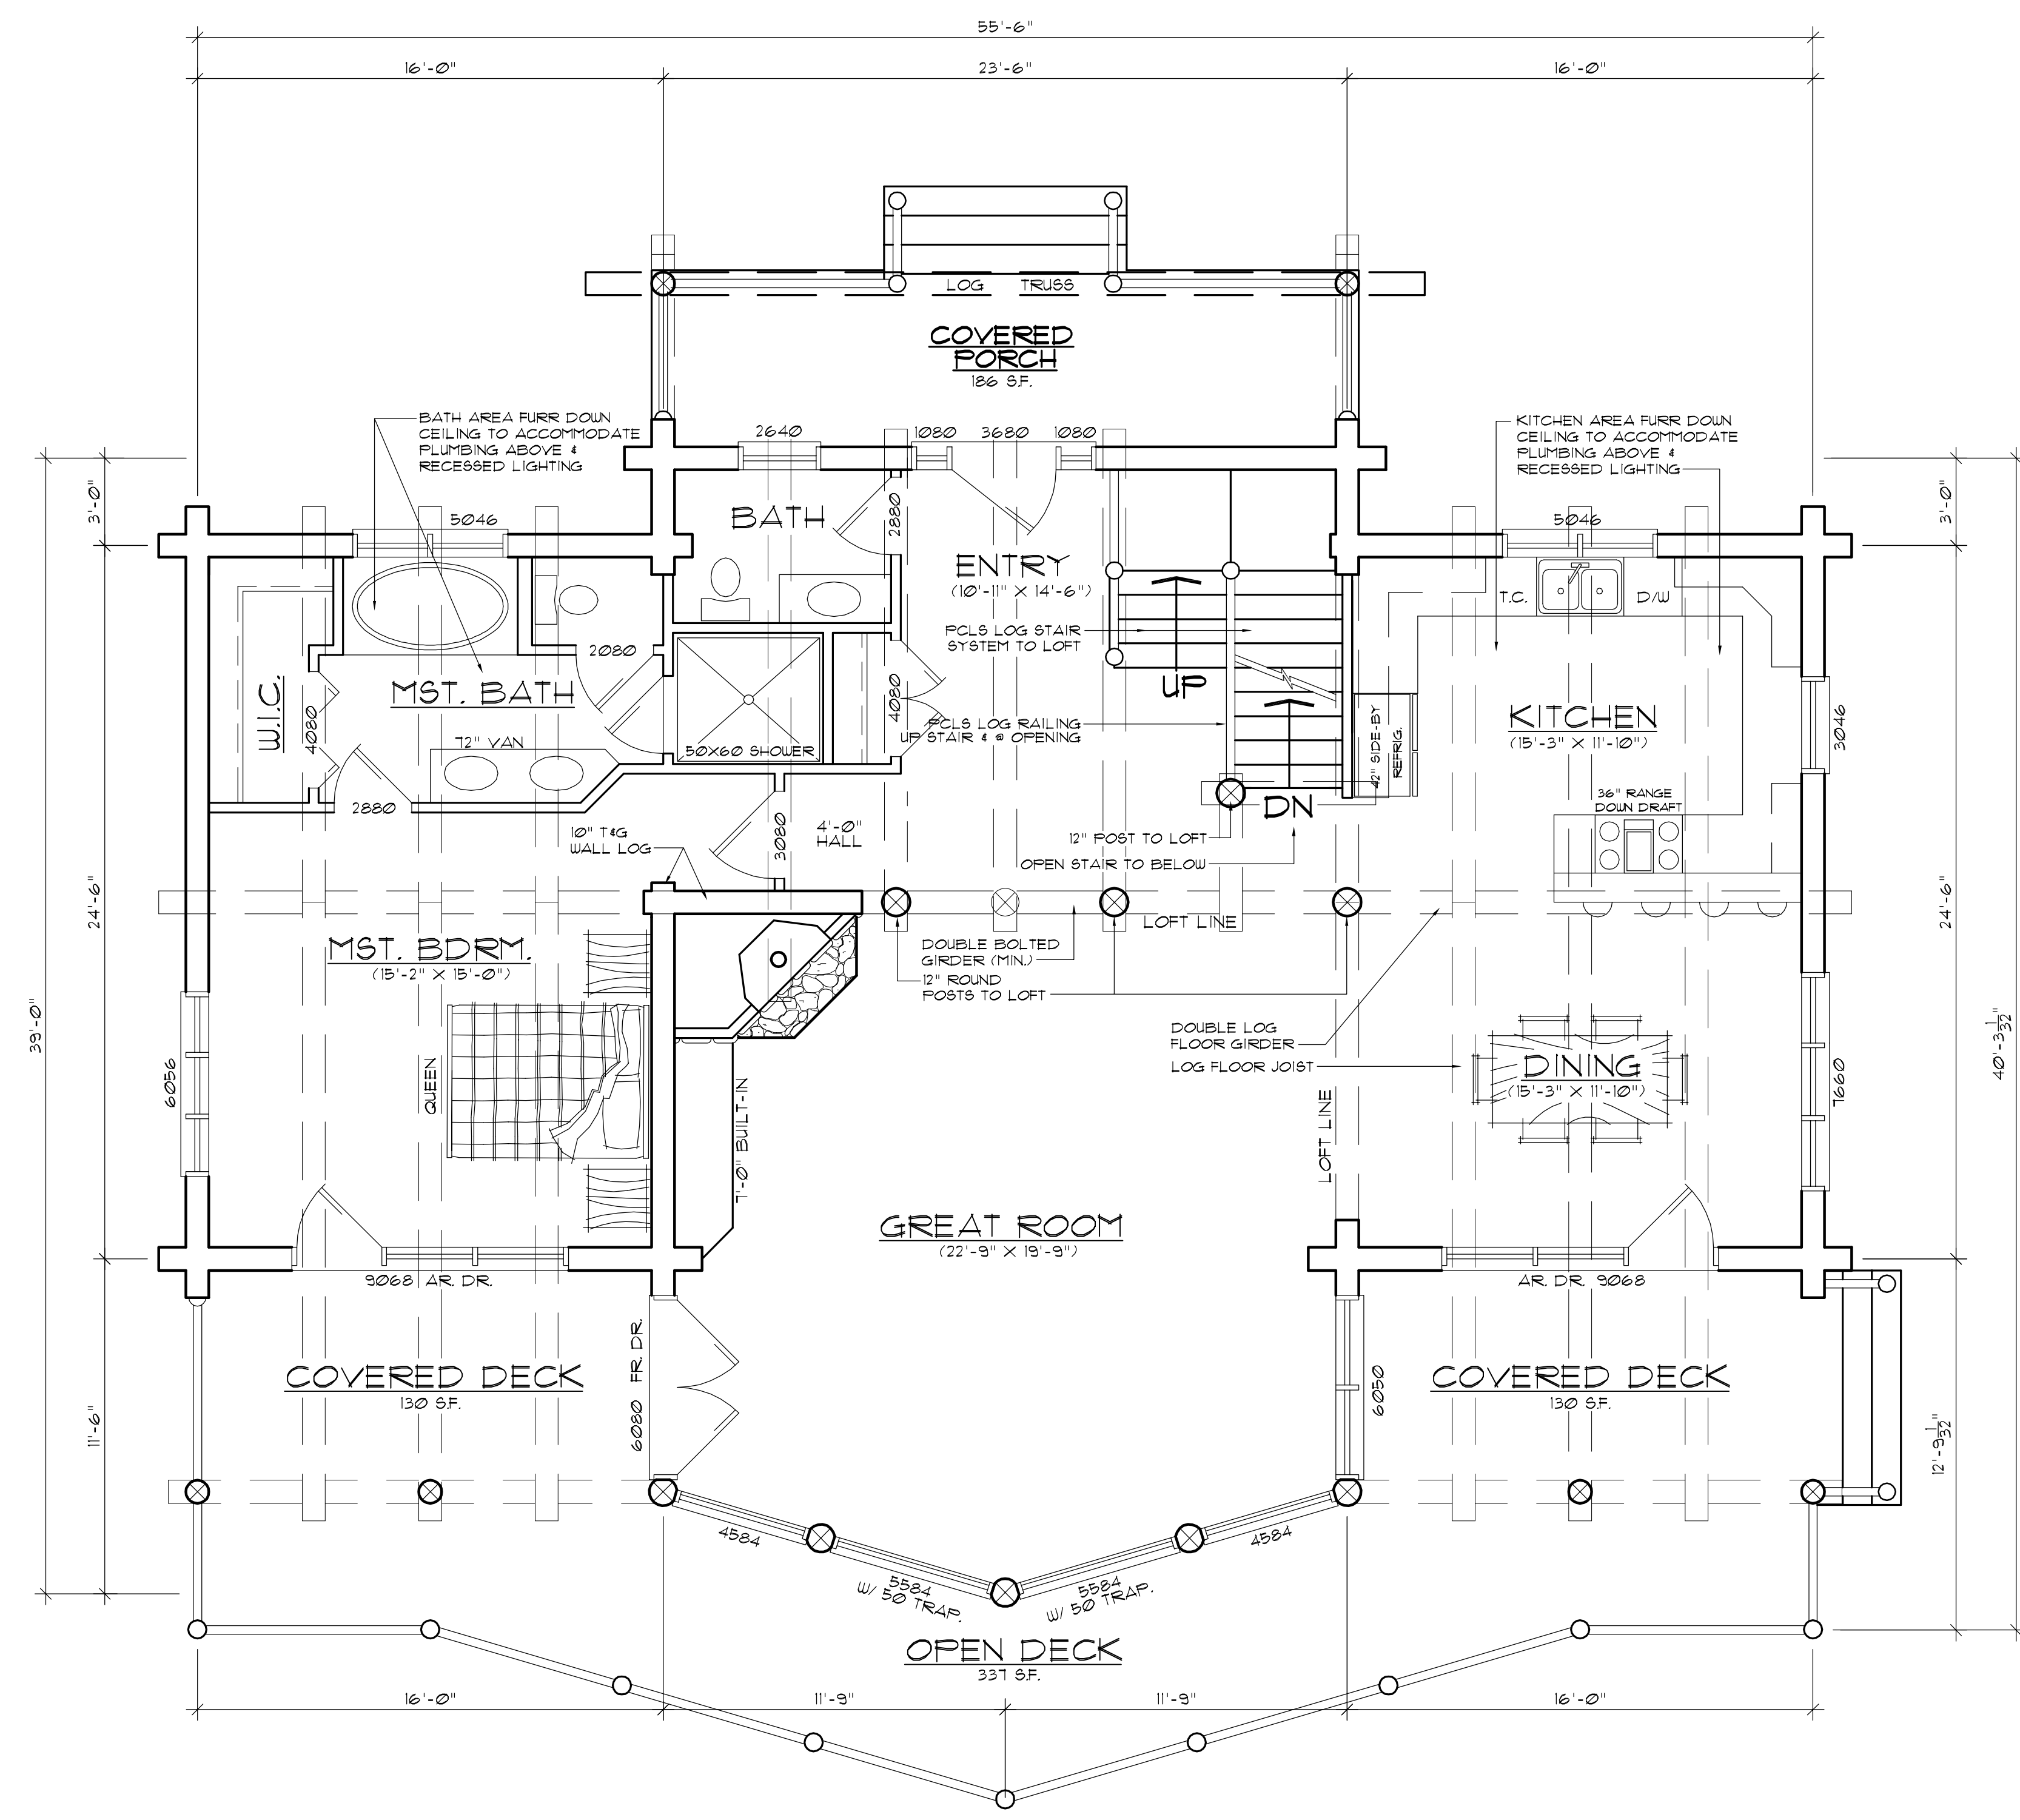 55'-6"
16'-0"
23'-6"
16'-0"
LOG TRUSS
COVERED
PORCH
186 S.F.
BATH AREA FURR DOWN
CEILING TO ACCOMMODATE
PLUMBING ABOVE &
RECESSED LIGHTING
KITCHEN AREA FURR DOWN
CEILING TO ACCOMMODATE
PLUMBING ABOVE &
RECESSED LIGHTING
2640
1080
3680
1080
3'-0"
3'-0"
5046
BATH
2880
5046
ENTRY
(10'-11" X 14'-6")
T.C.
D/W
PCLS LOG STAIR
SYSTEM TO LOFT
2080
W.I.C.
4080
MST. BATH
4080
UP
PCLS LOG RAILING
UP STAIR & @ OPENING
KITCHEN
(15'-3" X 11'-10")
3046
72" VAN
50X60 SHOWER
42" SIDE-BY
REFRIG.
2880
DN
36" RANGE
DOWN DRAFT
10" T&G
WALL LOG
3080
4'-0"
HALL
12" POST TO LOFT
OPEN STAIR TO BELOW
24'-6"
24'-6"
LOFT LINE
MST. BDRM.
(15'-2" X 15'-0")
DOUBLE BOLTED
GIRDER (MIN.)
12" ROUND
POSTS TO LOFT
39'-0"
40'-3 1/32"
DOUBLE LOG
FLOOR GIRDER
LOG FLOOR JOIST
6056
QUEEN
7'-0" BUILT-IN
LOFT LINE
DINING
(15'-3" X 11'-10")
7660
GREAT ROOM
(22'-9" X 19'-9")
9068 AR. DR.
AR. DR. 9068
COVERED DECK
130 S.F.
6080 FR. DR.
6050
COVERED DECK
130 S.F.
11'-6"
12'-9 1/32"
4584
4584
5584
W/ 50 TRAP.
5584
W/ 50 TRAP.
OPEN DECK
337 S.F.
16'-0"
11'-9"
11'-9"
16'-0"